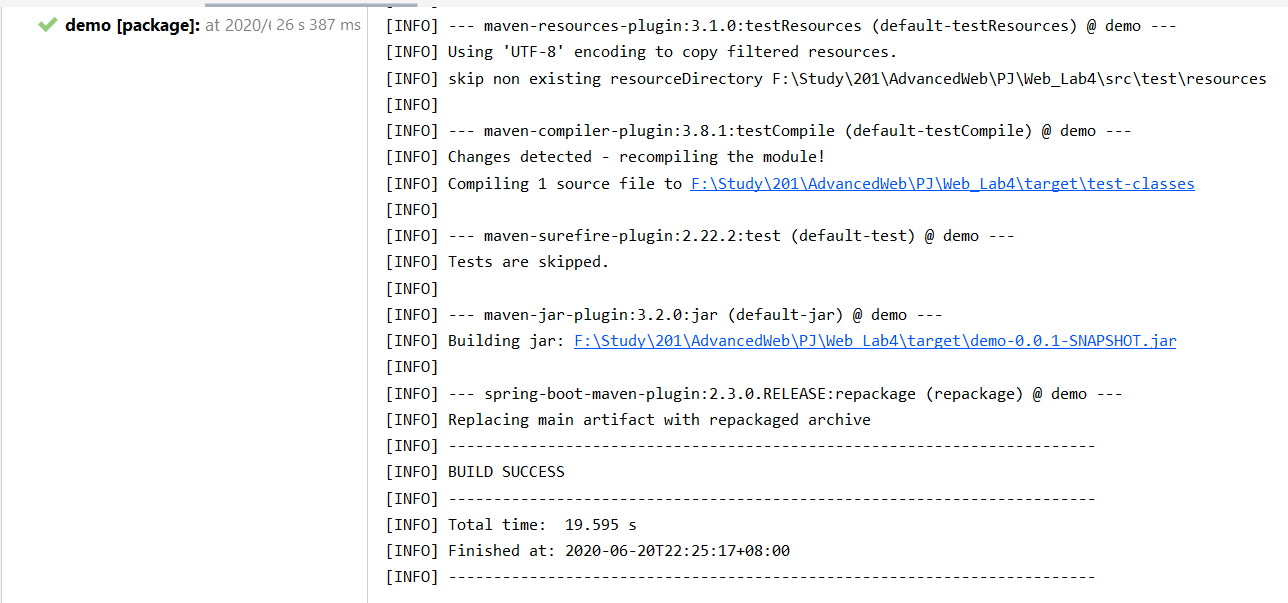 demo [package]: at 2020/ 26 s 387 ms
[INFO] --- maven-resources-plugin:3.1.0:testResources (default-testResources) @ demo ---
[INFO] Using 'UTF-8' encoding to copy filtered resources.
[INFO] skip non existing resourceDirectory F:\Study\201\AdvancedWeb\PJ\Web_Lab4\src\test\resources
[INFO]
[INFO] --- maven-compiler-plugin:3.8.1:testCompile (default-testCompile) @ demo ---
[INFO] Changes detected - recompiling the module!
[INFO] Compiling 1 source file to F:\Study\201\AdvancedWeb\PJ\Web_Lab4\target\test-classes
[INFO]
[INFO] --- maven-surefire-plugin:2.22.2:test (default-test) @ demo ---
[INFO] Tests are skipped.
[INFO]
[INFO] --- maven-jar-plugin:3.2.0:jar (default-jar) @ demo ---
[INFO] Building jar: F:\Study\201\AdvancedWeb\PJ\Web_Lab4\target\demo-0.0.1-SNAPSHOT.jar
[INFO]
[INFO] --- spring-boot-maven-plugin:2.3.0.RELEASE:repackage (repackage) @ demo ---
[INFO] Replacing main artifact with repackaged archive
[INFO] ------------------------------------------------------------------------
[INFO] BUILD SUCCESS
[INFO] ------------------------------------------------------------------------
[INFO] Total time:  19.595 s
[INFO] Finished at: 2020-06-20T22:25:17+08:00
[INFO] ------------------------------------------------------------------------